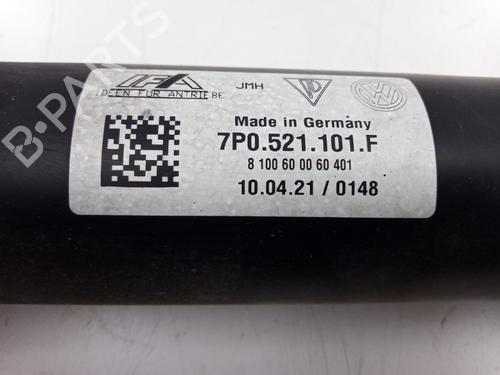 IFA
IDEEN FÜR ANTRIEBE
JMH
Made in Germany
7P0.521.101.F
8 100 60 00 60 401
10.04.21 / 0148
B-PARTS